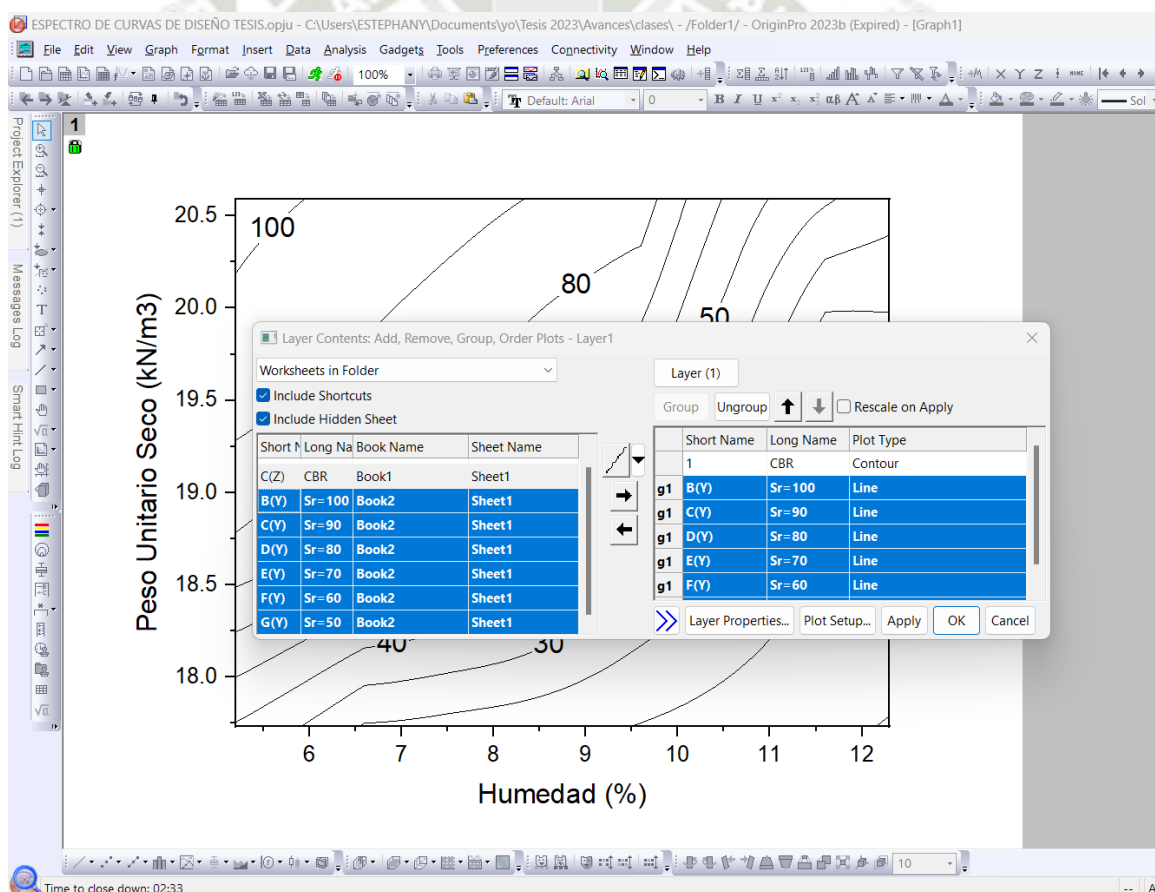 ESPECTRO DE CURVAS DE DISEÑO TESIS.opju - C:\Users\ESTEPHANY\Documents\yo\Tesis 2023\Avances\clases\ - /Folder1/ - OriginPro 2023b (Expired) - [Graph1]
File Edit View Graph Format Insert Data Analysis Gadgets Tools Preferences Connectivity Window Help
100%
Default: Arial 0 B I U αβ A A Sol
X Y Z
Project Explorer (1)
Messages Log
Smart Hint Log
1
20.5
20.0
19.5
19.0
18.5
18.0
Peso Unitario Seco (kN/m3)
100
80
50
40
30
6 7 8 9 10 11 12
Humedad (%)
Layer Contents: Add, Remove, Group, Order Plots - Layer1
Worksheets in Folder
Include Shortcuts
Include Hidden Sheet
Short N Long Na Book Name Sheet Name
C(Z) CBR Book1 Sheet1
B(Y) Sr=100 Book2 Sheet1
C(Y) Sr=90 Book2 Sheet1
D(Y) Sr=80 Book2 Sheet1
E(Y) Sr=70 Book2 Sheet1
F(Y) Sr=60 Book2 Sheet1
G(Y) Sr=50 Book2 Sheet1
Layer (1)
Group Ungroup Rescale on Apply
Short Name Long Name Plot Type
1 CBR Contour
g1 B(Y) Sr=100 Line
g1 C(Y) Sr=90 Line
g1 D(Y) Sr=80 Line
g1 E(Y) Sr=70 Line
g1 F(Y) Sr=60 Line
Layer Properties... Plot Setup... Apply OK Cancel
10
Time to close down: 02:33 -- A